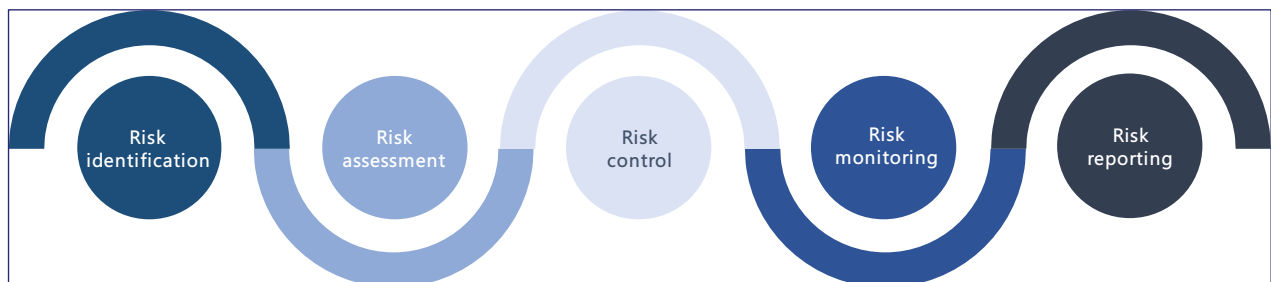 Risk
identification
Risk
assessment
Risk
control
Risk
monitoring
Risk
reporting